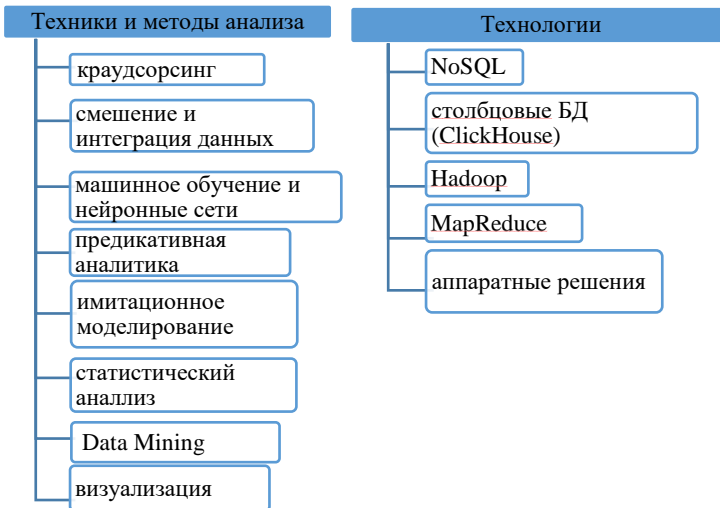 Техники и методы анализа
краудсорсинг
смешение и
интеграция данных
машинное обучение и
нейронные сети
предикативная
аналитика
имитационное
моделирование
статистический
аналлиз
Data Mining
визуализация
Технологии
NoSQL
столбцовые БД
(ClickHouse)
Hadoop
MapReduce
аппаратные решения